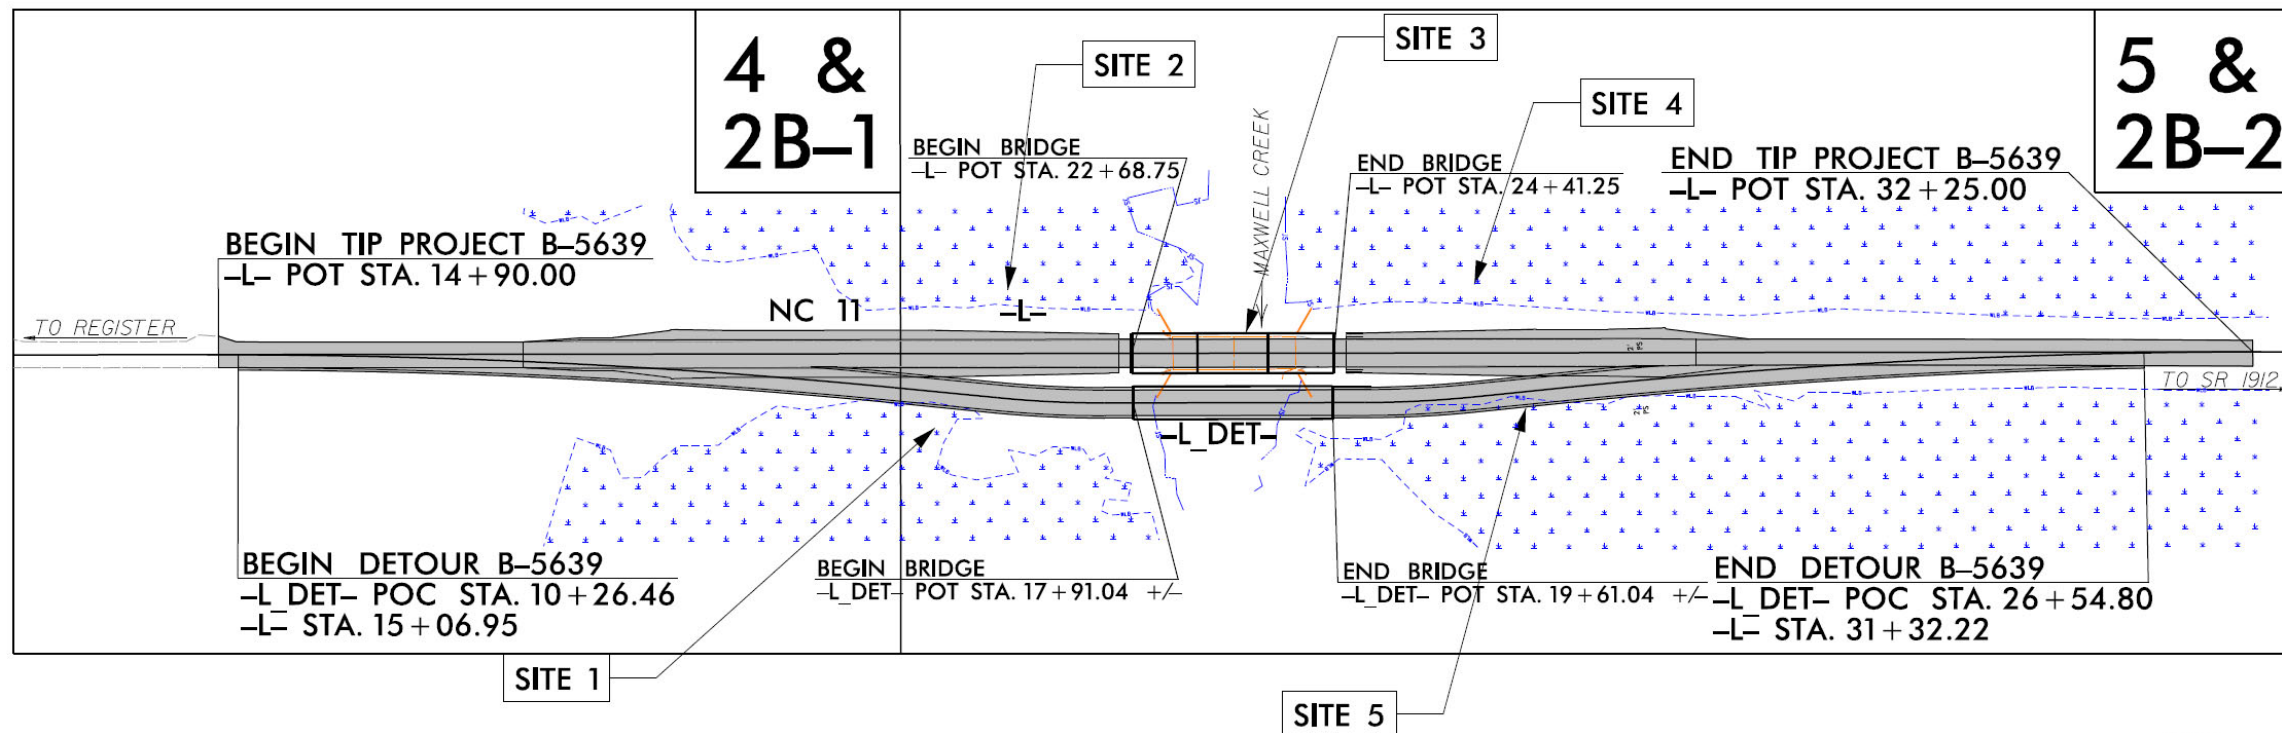 4 &
2B–1
5 &
2B–2
SITE 2
SITE 3
SITE 4
BEGIN BRIDGE
–L– POT STA. 22+68.75
MAXWELL CREEK
END BRIDGE
–L– POT STA. 24+41.25
END TIP PROJECT B–5639
–L– POT STA. 32+25.00
BEGIN TIP PROJECT B–5639
–L– POT STA. 14+90.00
NC 11
–L–
TO REGISTER
TO SR 1912
–L_DET–
BEGIN DETOUR B–5639
–L_DET– POC STA. 10+26.46
–L– STA. 15+06.95
BEGIN BRIDGE
–L_DET– POT STA. 17+91.04 +/–
END BRIDGE
–L_DET– POT STA. 19+61.04 +/–
END DETOUR B–5639
–L_DET– POC STA. 26+54.80
–L– STA. 31+32.22
SITE 1
SITE 5